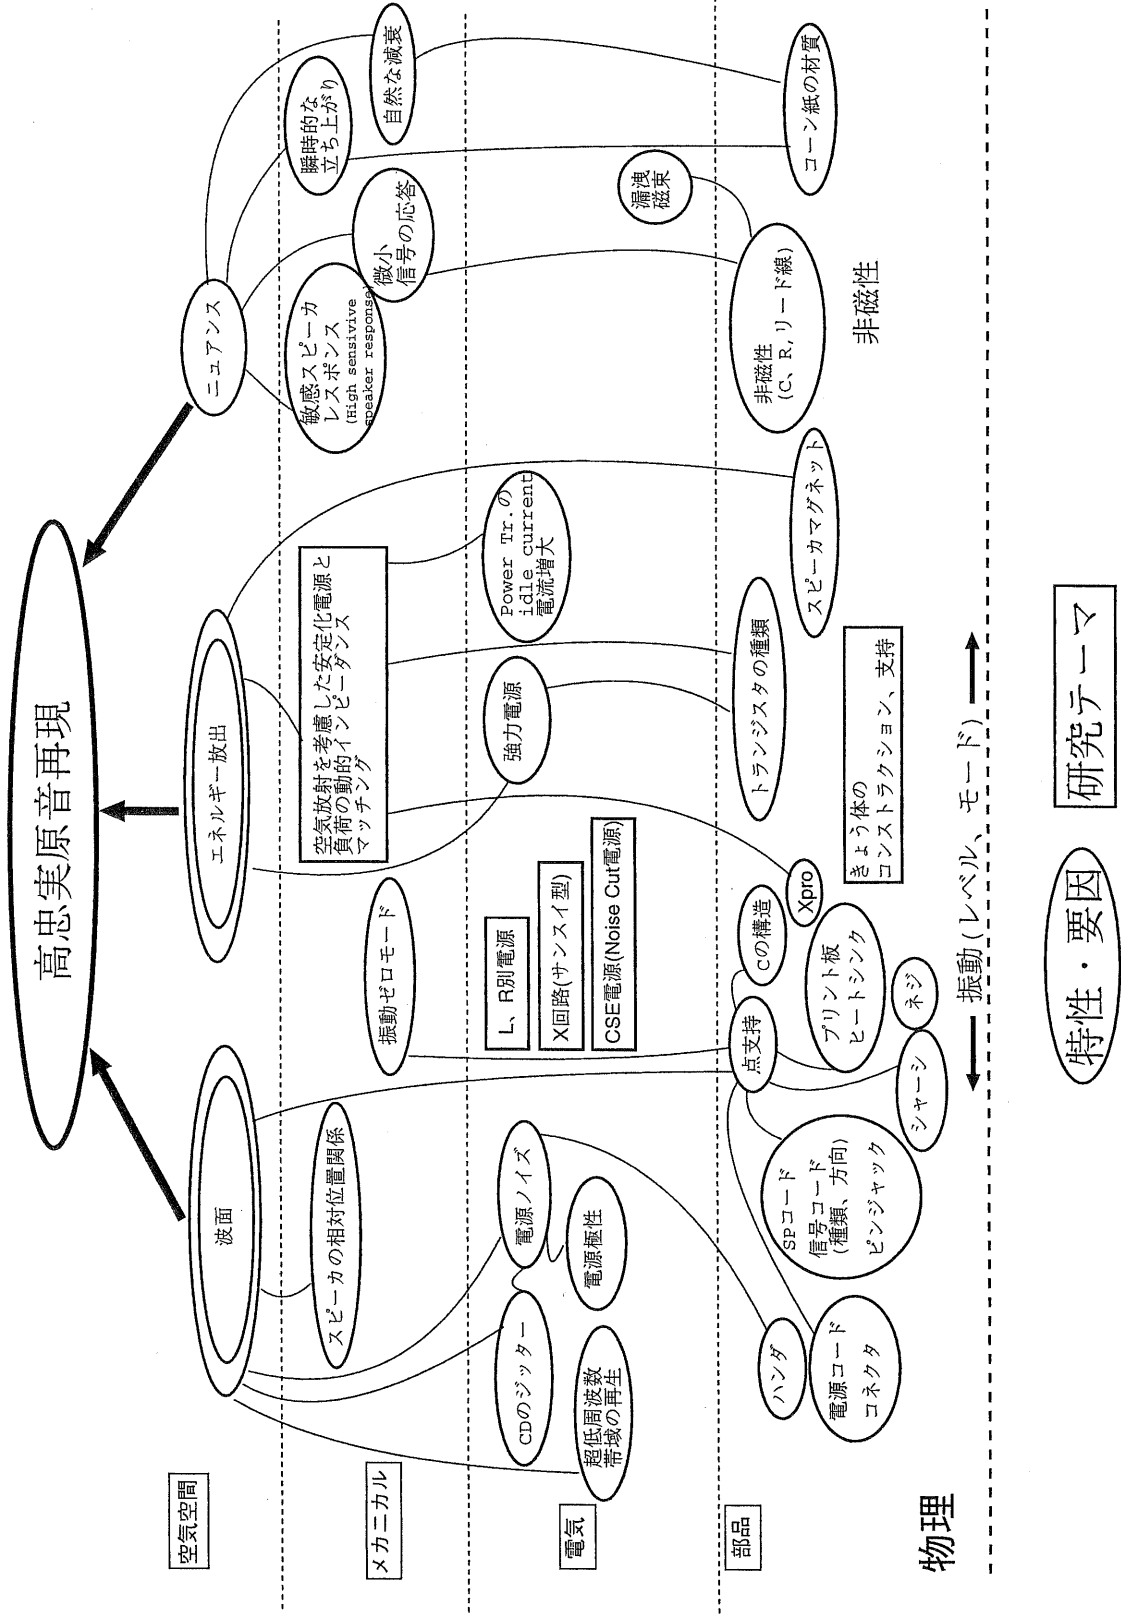 高忠実原音再現
空気空間
波面
エネルギー放出
ニュアンス
メカニカル
スピーカの相対位置関係
振動ゼロモード
空気放射を考慮した安定化電源と
負荷の動的インピーダンス
マッチング
敏感スピーカ
レスポンス
(High sensivive
speaker response)
微小
信号の応答
瞬時的な
立ち上がり
自然な減衰
電気
CDのジッター
超低周波数
帯域の再生
電源ノイズ
電源極性
L、R別電源
X回路(サンスイ型)
CSE電源(Noise Cut電源)
強力電源
Power Tr.の
idle current
電流増大
漏洩
磁束
部品
ハンダ
電源コード
コネクタ
SPコード
信号コード
(種類、方向)
ピンジャック
点支持
シャーシ
ネジ
プリント板
ヒートシンク
Cの構造
Xpro
トランジスタの種類
スピーカマグネット
きょう体の
コンストラクション、支持
非磁性
(C、R,リード線)
非磁性
コーン紙の材質
物理
振動(レベル、モード)
特性・要因
研究テーマ